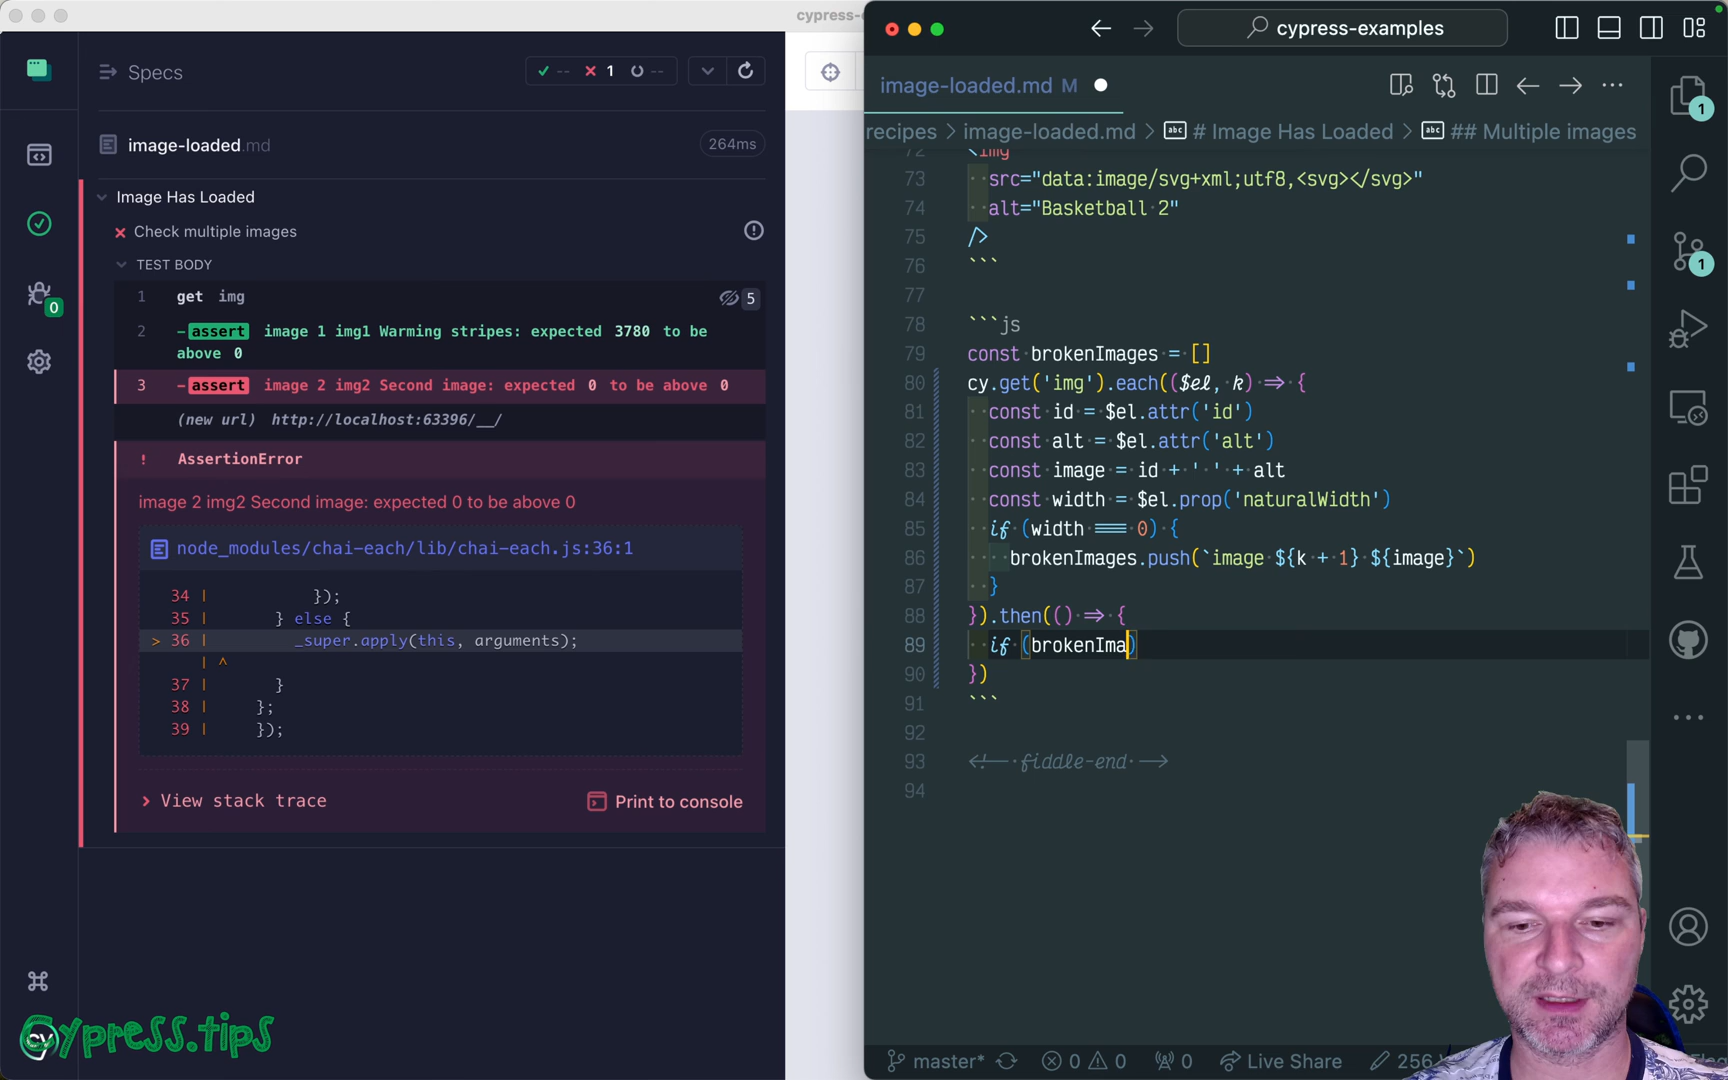 cypress-
Specs
-- 1 --
image-loaded.md
264ms
Image Has Loaded
Check multiple images
TEST BODY
1 get img 5
2 -assert image 1 img1 Warming stripes: expected 3780 to be
above 0
3 -assert image 2 img2 Second image: expected 0 to be above 0
(new url) http://localhost:63396/__/
! AssertionError
image 2 img2 Second image: expected 0 to be above 0
node_modules/chai-each/lib/chai-each.js:36:1
34 | });
35 | } else {
> 36 | _super.apply(this, arguments);
| ^
37 | }
38 | };
39 | });
> View stack trace
Print to console
0
Cypress.tips
cy
cypress-examples
image-loaded.md M
recipes > image-loaded.md > # Image Has Loaded > ## Multiple images
72 <img
73 src="data:image/svg+xml;utf8,<svg></svg>"
74 alt="Basketball 2"
75 />
76 ```
77
78 ```js
79 const brokenImages = []
80 cy.get('img').each(($el, k) => {
81 const id = $el.attr('id')
82 const alt = $el.attr('alt')
83 const image = id + ' ' + alt
84 const width = $el.prop('naturalWidth')
85 if (width === 0) {
86 brokenImages.push(`image ${k + 1} ${image}`)
87 }
88 }).then(() => {
89 if (brokenIma)
90 })
91 ```
92
93 <!-- fiddle-end -->
94
1
1
master* 0 0 0 Live Share 256